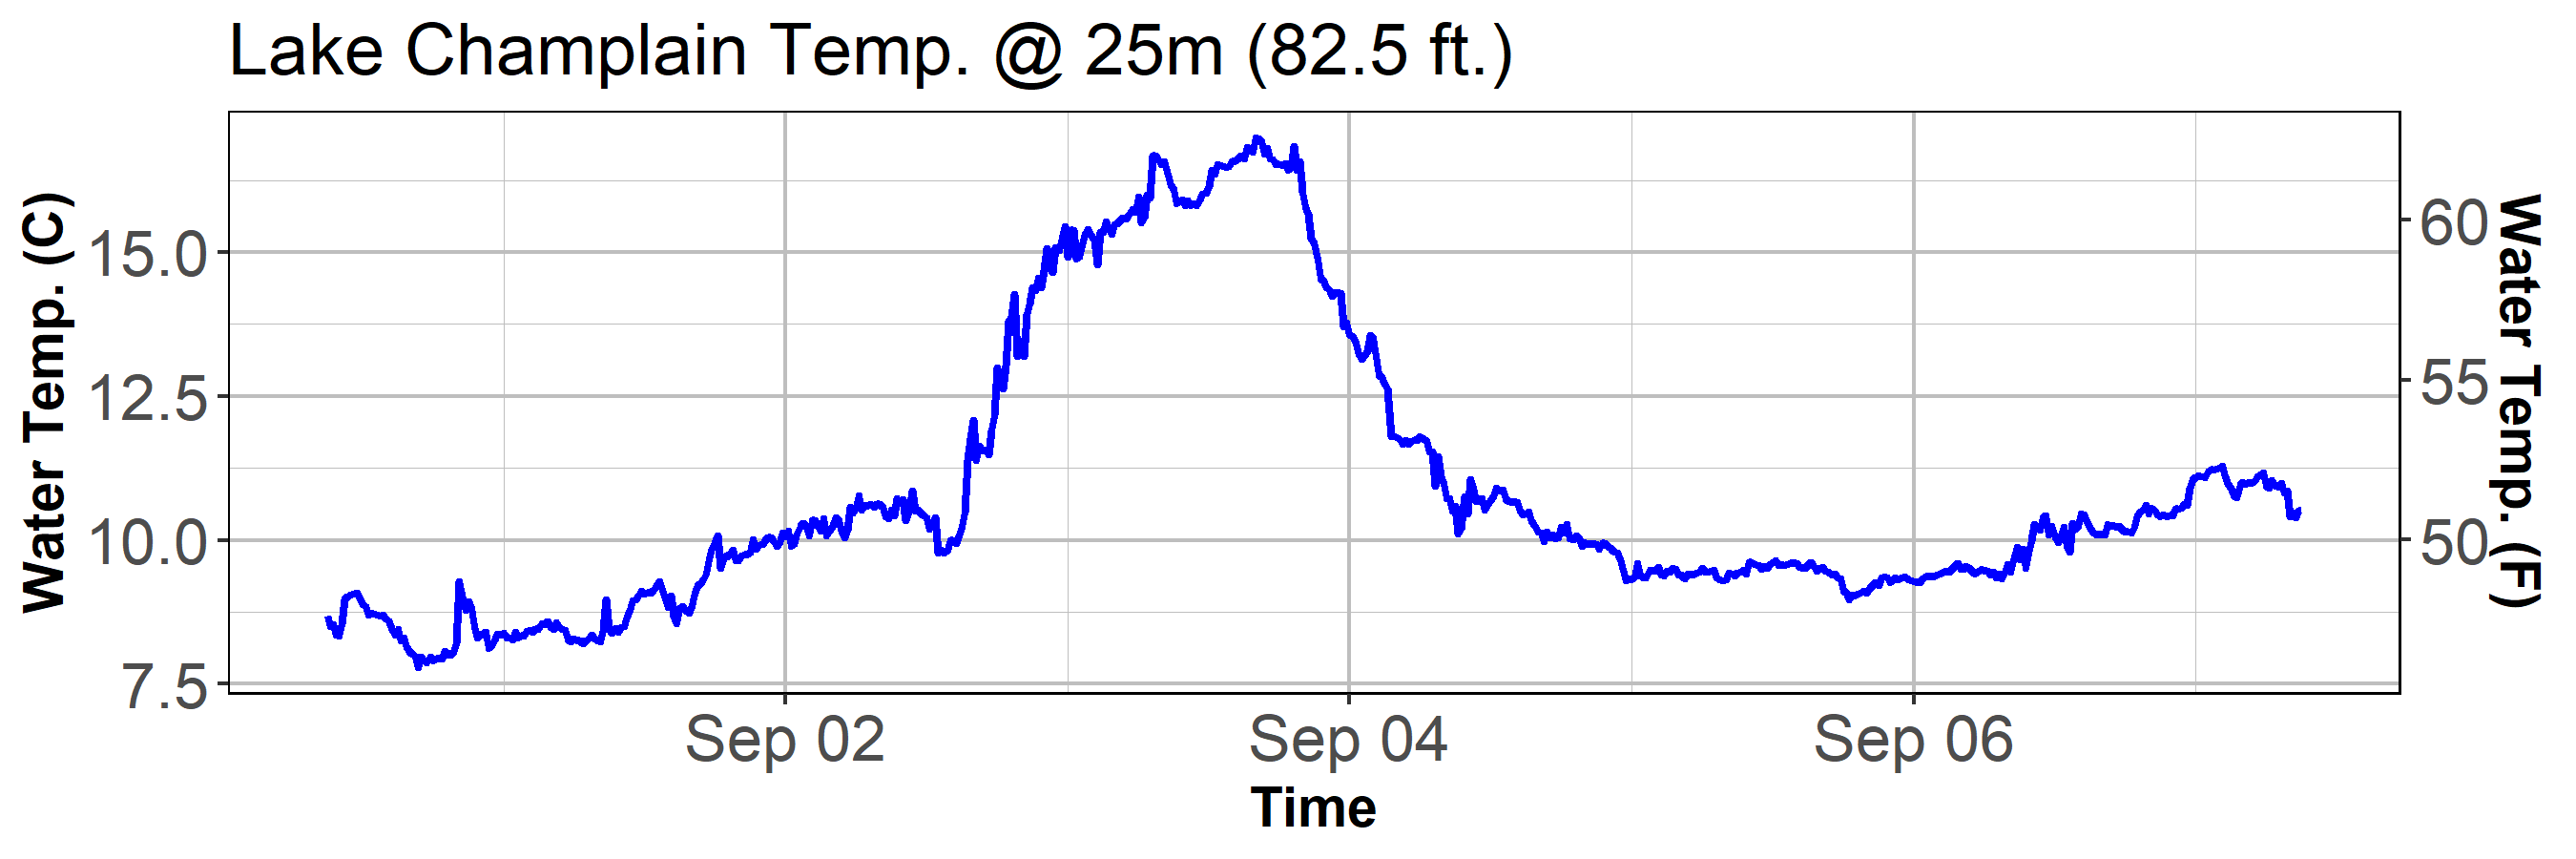 Lake Champlain Temp. @ 25m (82.5 ft.)
Water Temp. (C)
15.0
12.5
10.0
7.5
60
55
50
Water Temp. (F)
Sep 02
Sep 04
Sep 06
Time